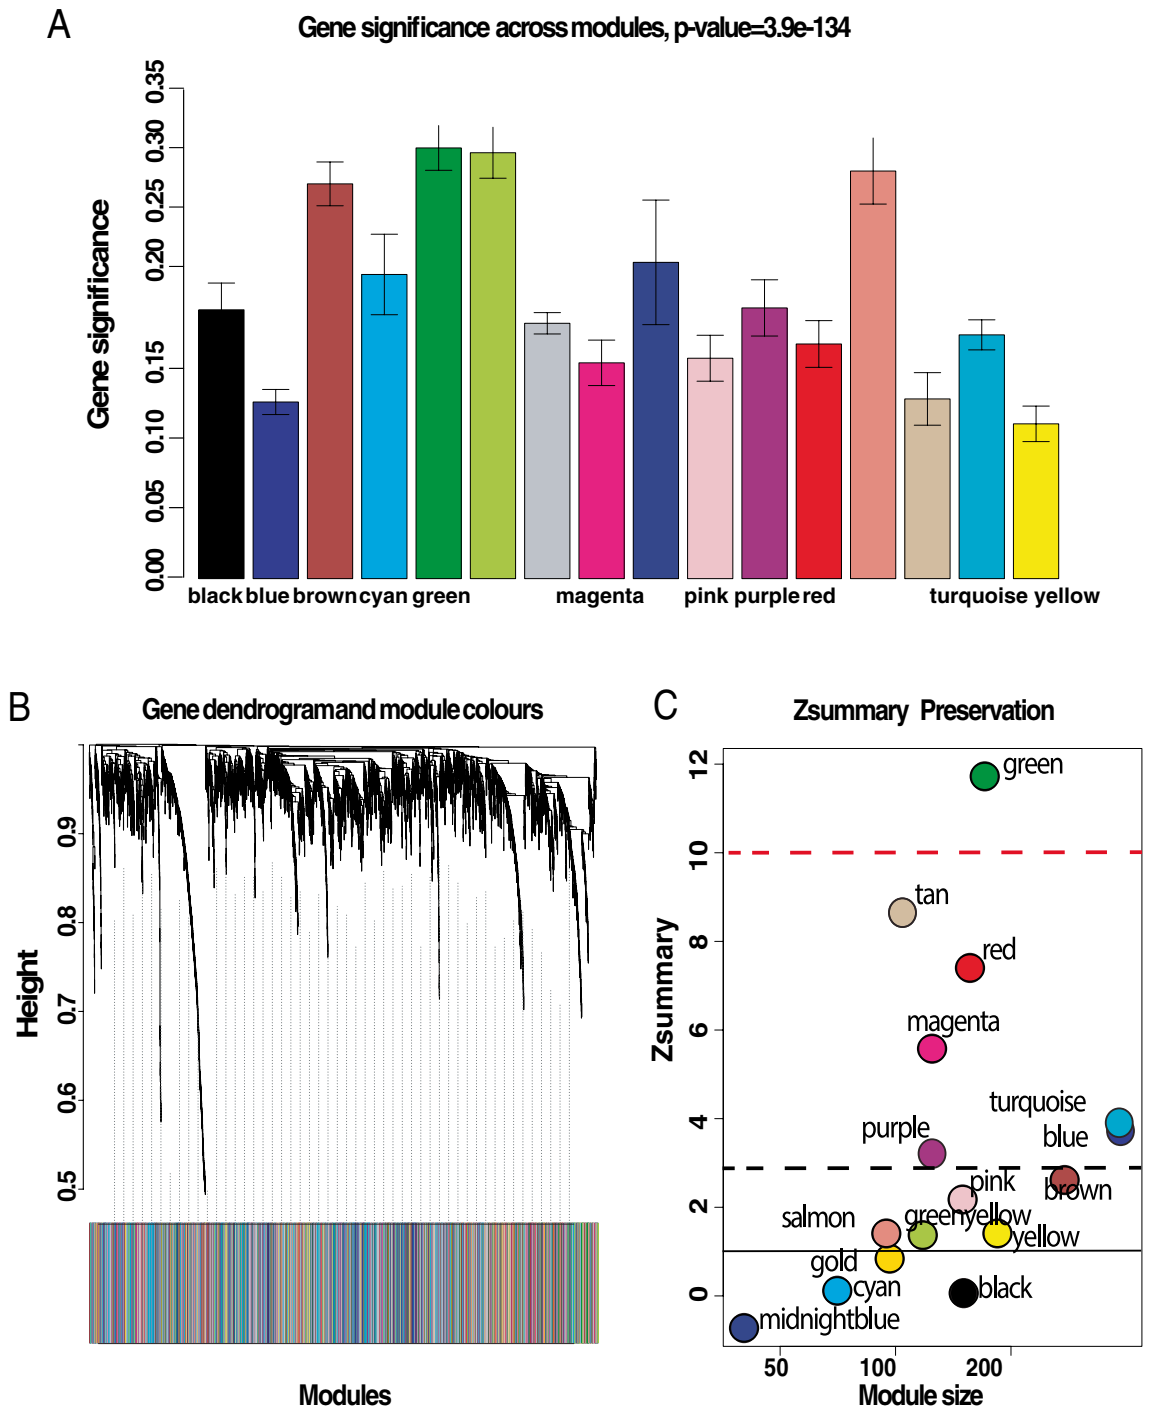 A
Gene significance across modules, p-value=3.9e-134
Gene significance
0.35
0.30
0.25
0.20
0.15
0.10
0.05
0.00
black blue brown cyan green magenta pink purple red turquoise yellow
B
Gene dendrogram and module colours
Height
0.9
0.8
0.7
0.6
0.5
Modules
C
Zsummary Preservation
Zsummary
12
10
8
6
4
2
0
green
tan
red
magenta
turquoise
purple
blue
pink
brown
salmon
greenyellow
yellow
gold
cyan
black
midnightblue
50 100 200
Module size